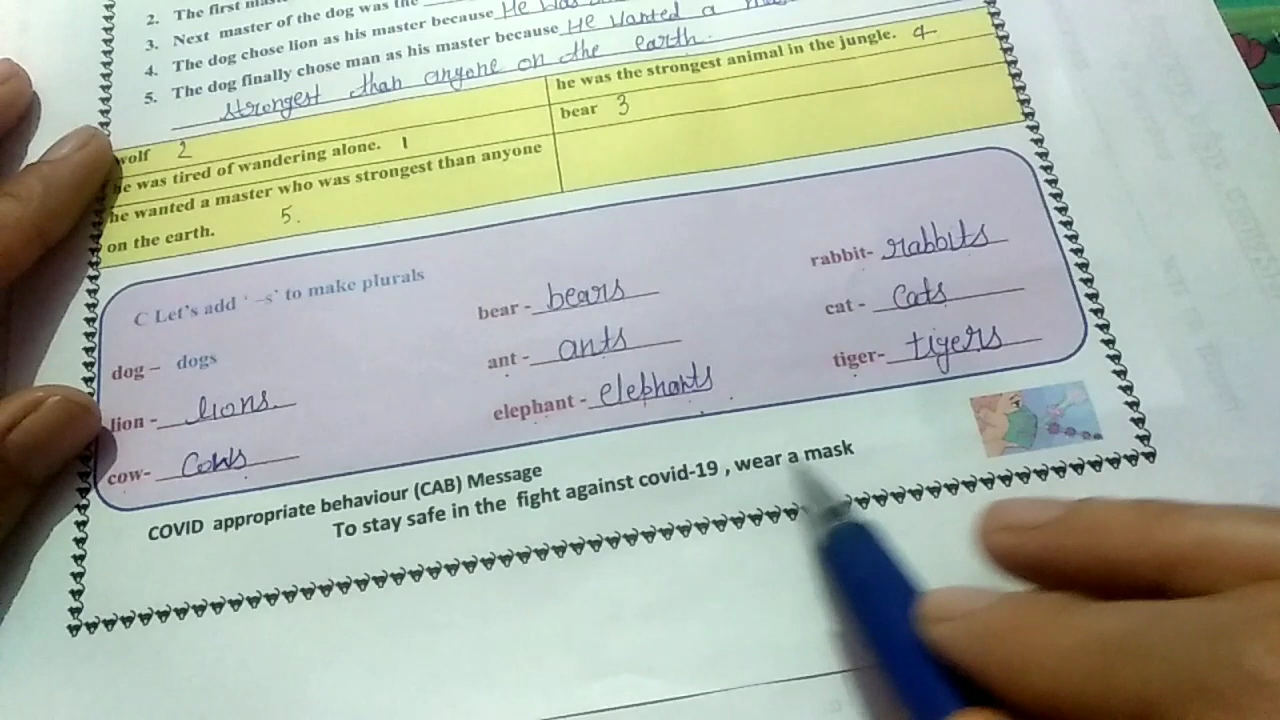 2. The first
3. Next master of the dog was the
4. The dog chose lion as his master because He was
5. The dog finally chose man as his master because He wanted a
strongest than anyone on the earth.
wolf 2
he was the strongest animal in the jungle. 4
he was tired of wandering alone. 1
bear 3
he wanted a master who was strongest than anyone
on the earth. 5.
C Let's add ' –s' to make plurals
dog – dogs
lion - lions
cow- cows
bear - bears
ant - ants
elephant - elephants
rabbit- rabbits
cat - cats
tiger- tigers
COVID appropriate behaviour (CAB) Message
To stay safe in the fight against covid-19 , wear a mask